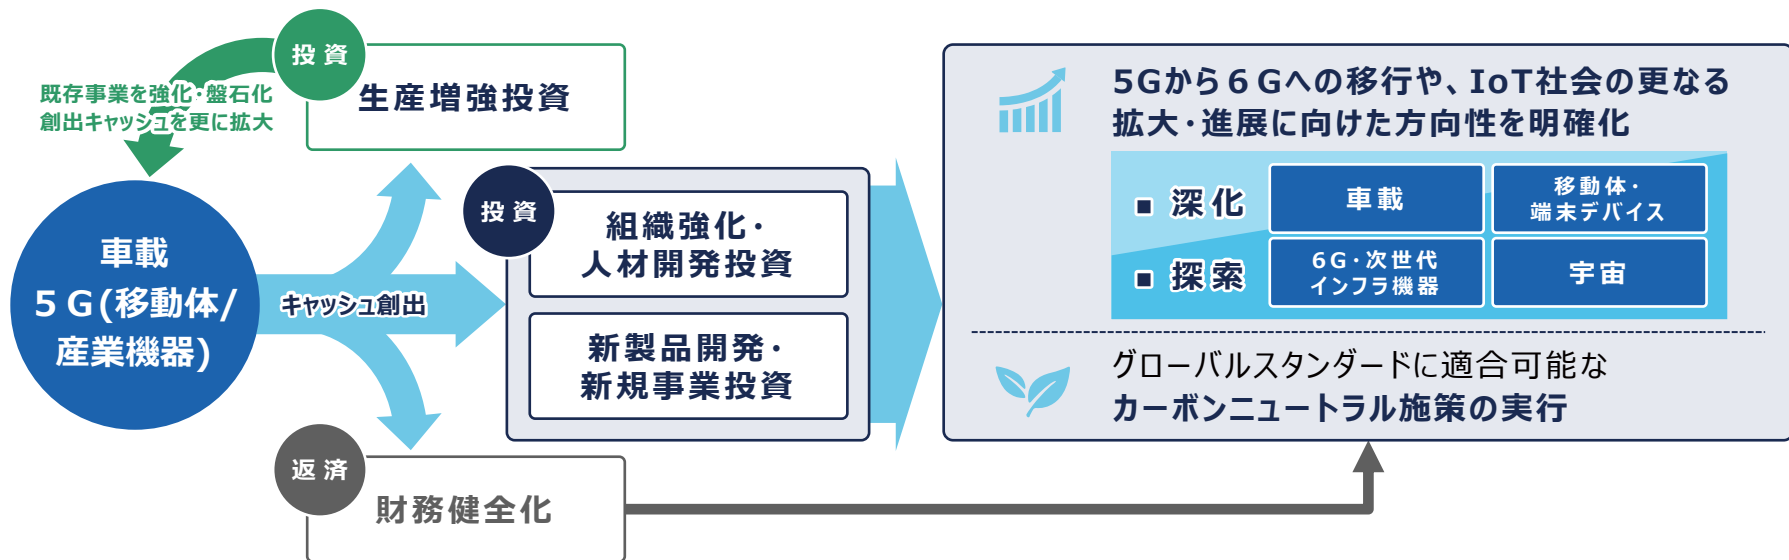 投資
生産増強投資
既存事業を強化・盤石化
創出キャッシュを更に拡大
車載
5G(移動体/
産業機器)
キャッシュ創出
投資
組織強化・
人材開発投資
新製品開発・
新規事業投資
返済
財務健全化
5Gから6Gへの移行や、IoT社会の更なる
拡大・進展に向けた方向性を明確化
■ 深化
車載
移動体・
端末デバイス
■ 探索
6G・次世代
インフラ機器
宇宙
グローバルスタンダードに適合可能な
カーボンニュートラル施策の実行